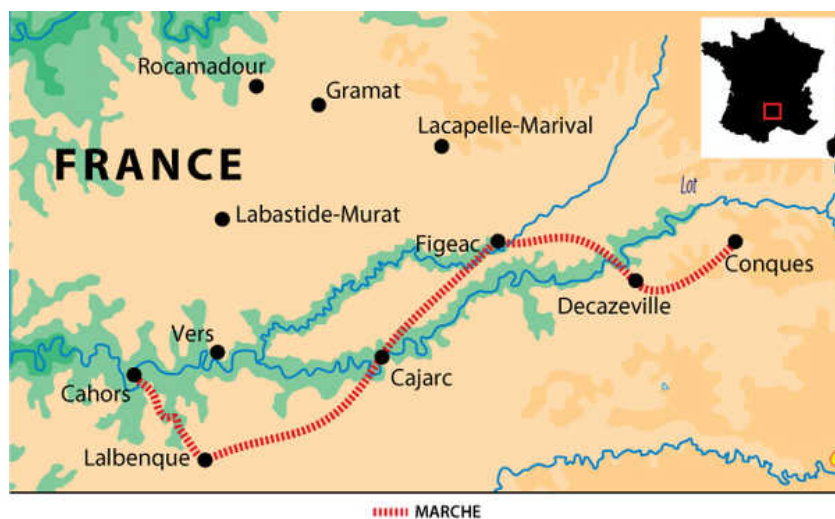 Rocamadour
Gramat
Lacapelle-Marival
FRANCE
Lot
Labastide-Murat
Figeac
Conques
Decazeville
Vers
Cajarc
Cahors
Lalbenque
MARCHE